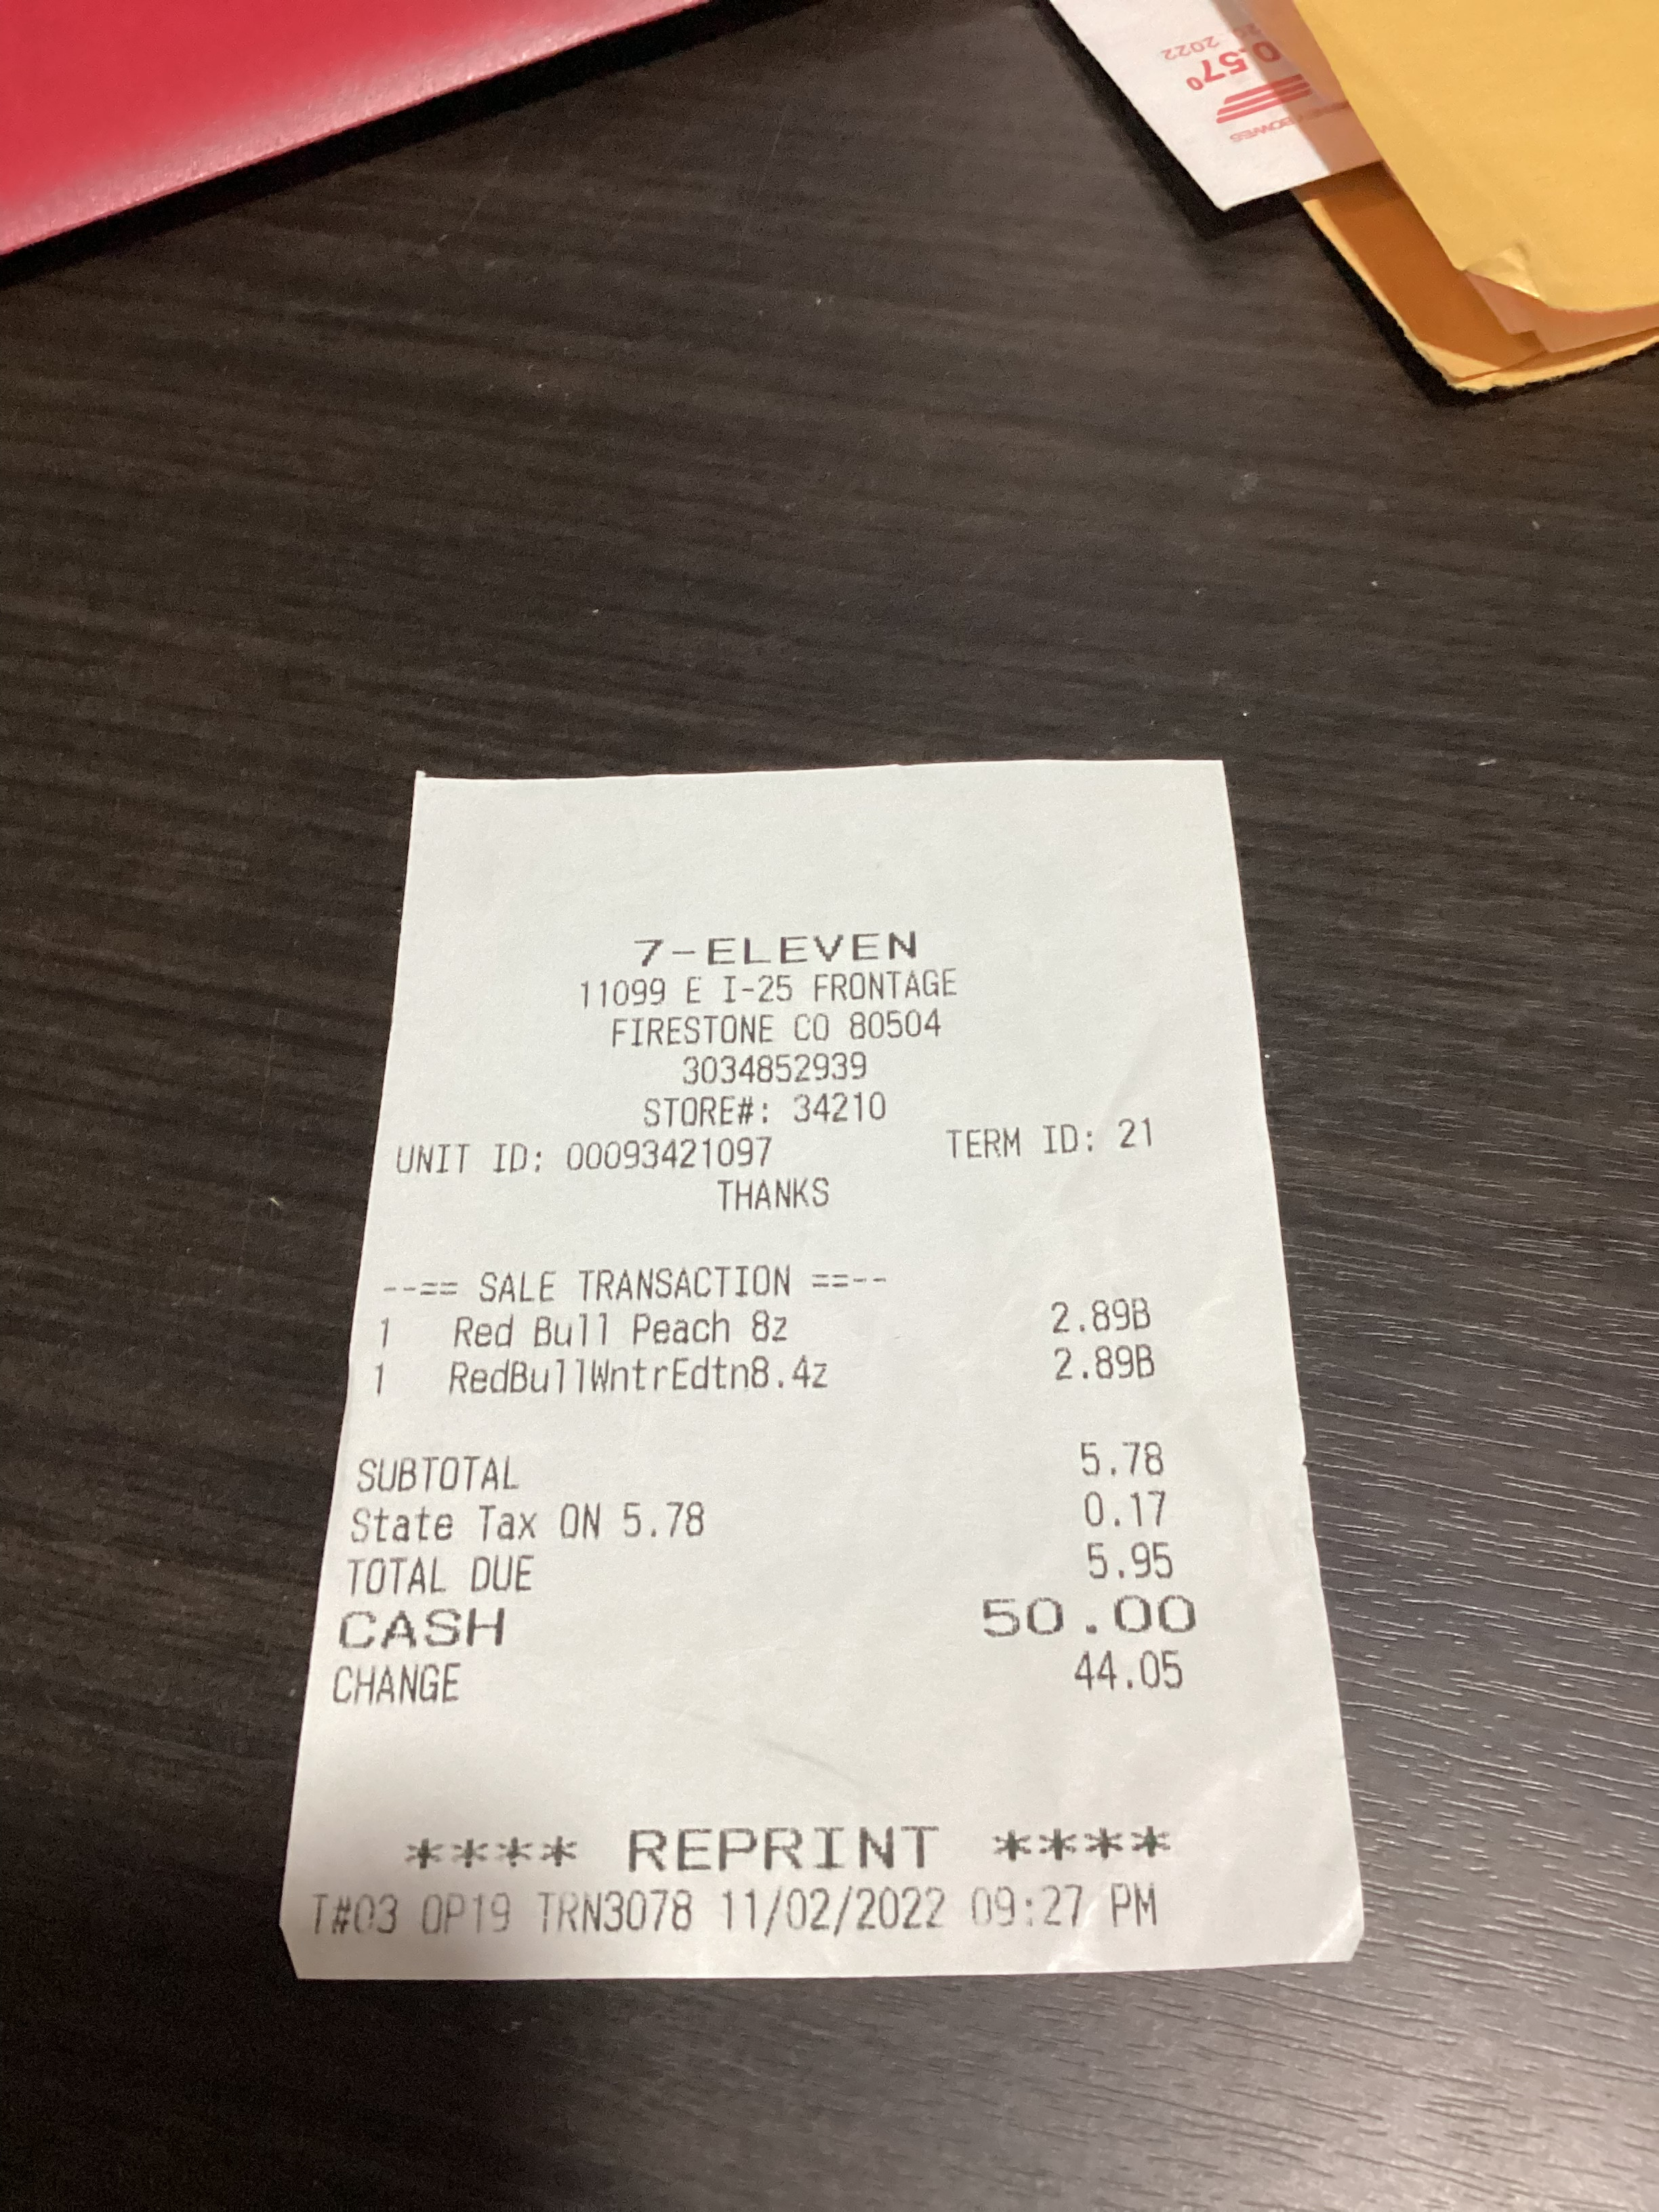 0.57⁰
2022
BOWES
7-ELEVEN
11099 E I-25 FRONTAGE
FIRESTONE CO 80504
3034852939
STORE#: 34210
UNIT ID: 00093421097 TERM ID: 21
THANKS
--== SALE TRANSACTION ==--
1 Red Bull Peach 8z 2.89B
1 RedBullWntrEdtn8.4z 2.89B
SUBTOTAL 5.78
State Tax ON 5.78 0.17
TOTAL DUE 5.95
CASH 50.00
CHANGE 44.05
**** REPRINT ****
T#03 OP19 TRN3078 11/02/2022 09:27 PM